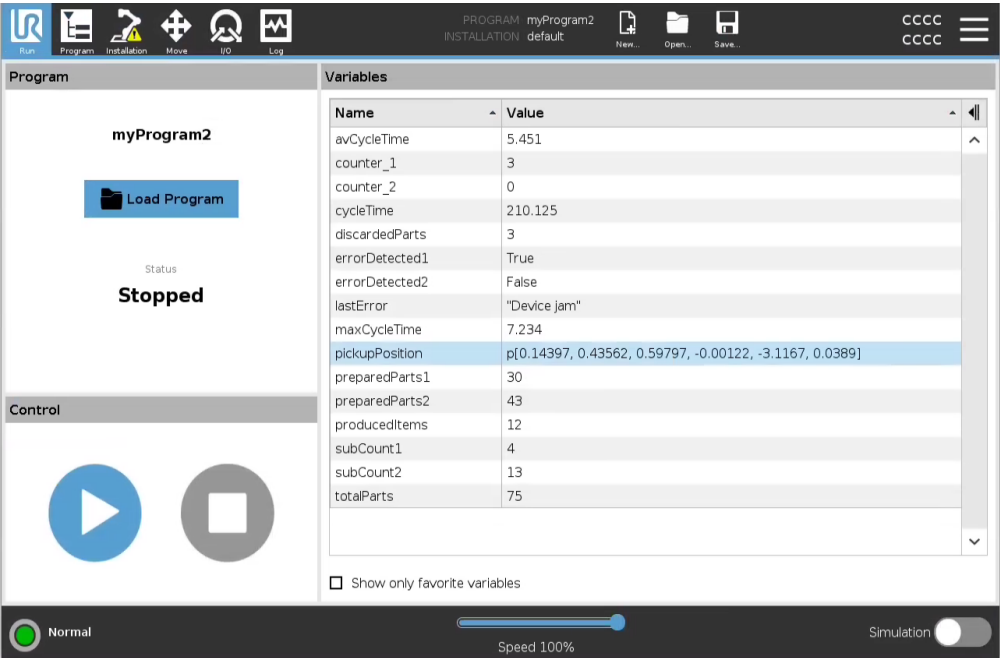 PROGRAM myProgram2
INSTALLATION default
CCCC
CCCC
UR
Run
Program
Installation
Move
I/O
Log
New...
Open...
Save...
Program
myProgram2
Load Program
Status
Stopped
Control
Variables
Name Value
avCycleTime 5.451
counter_1 3
counter_2 0
cycleTime 210.125
discardedParts 3
errorDetected1 True
errorDetected2 False
lastError "Device jam"
maxCycleTime 7.234
pickupPosition p[0.14397, 0.43562, 0.59797, -0.00122, -3.1167, 0.0389]
preparedParts1 30
preparedParts2 43
producedItems 12
subCount1 4
subCount2 13
totalParts 75
Show only favorite variables
Normal
Speed 100%
Simulation